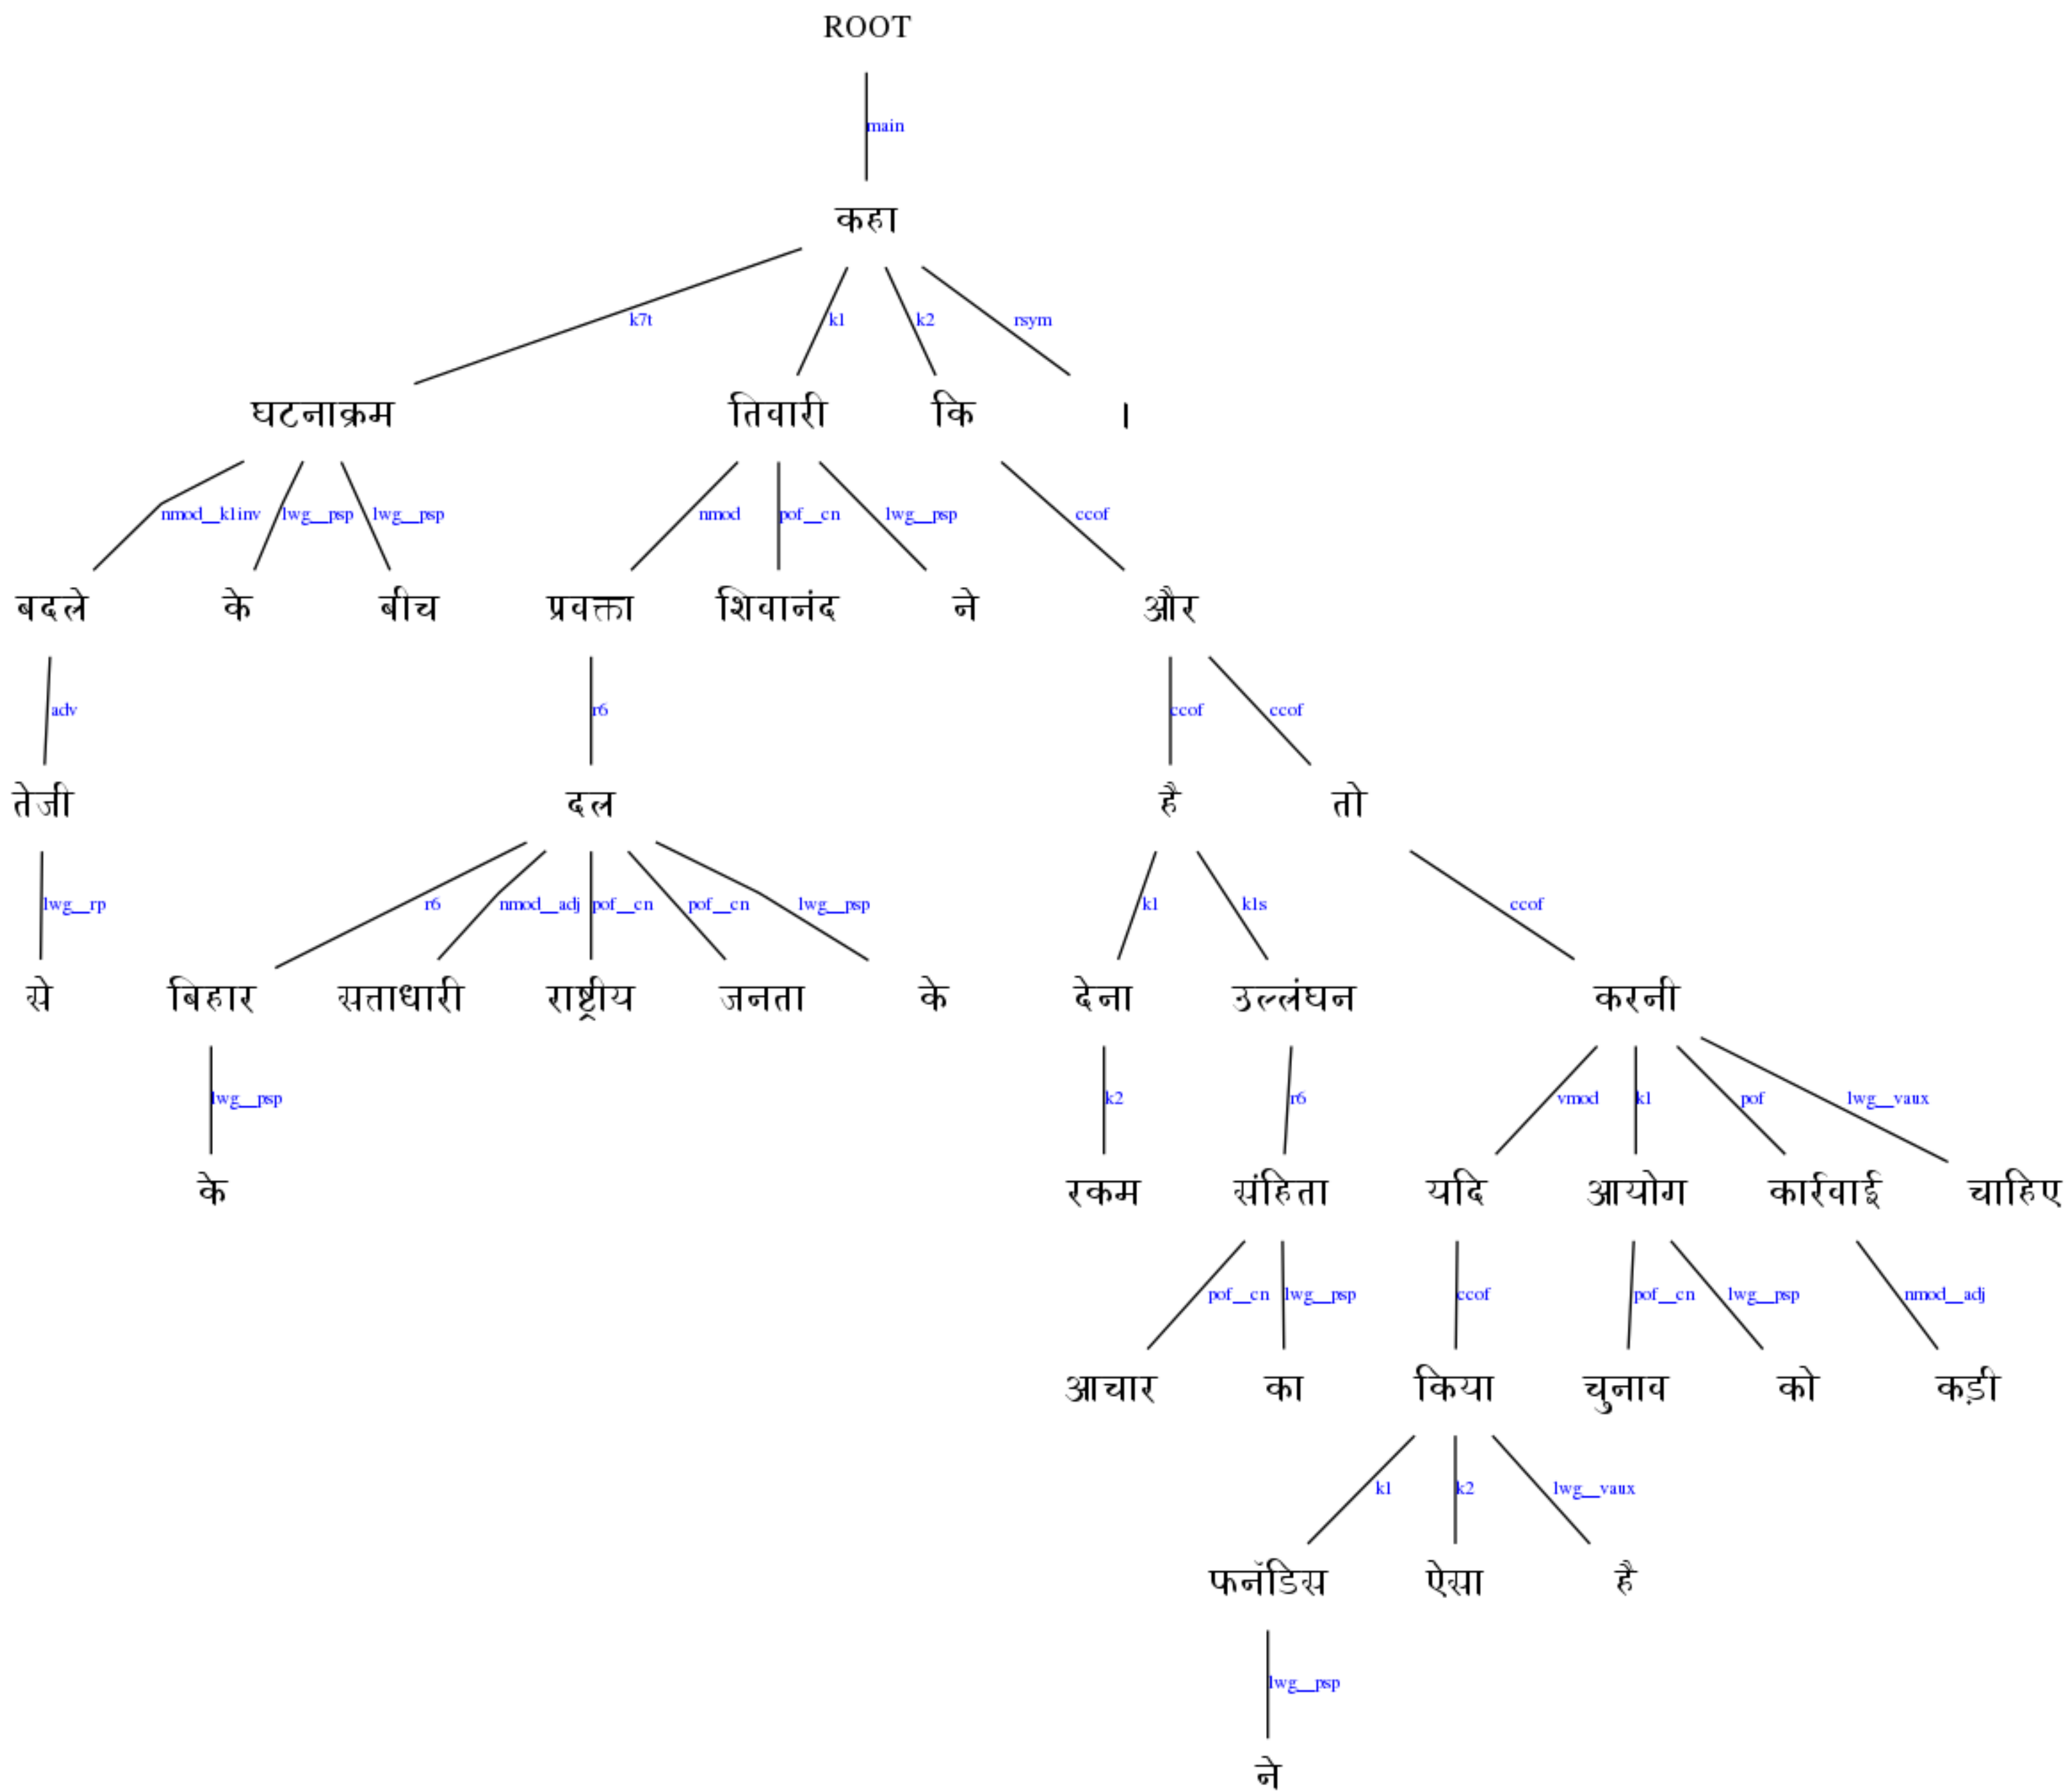 ROOT
main
कहा
k7t k1 k2 rsym
घटनाक्रम तिवारी कि ।
nmod__k1inv lwg__psp lwg__psp nmod pof__cn lwg__psp ccof
बदले के बीच प्रवक्ता शिवानंद ने और
adv r6 ccof ccof
तेजी दल है तो
lwg__rp r6 nmod__adj pof__cn pof__cn lwg__psp k1 k1s ccof
से बिहार सत्ताधारी राष्ट्रीय जनता के देना उल्लंघन करनी
lwg__psp k2 r6 vmod k1 pof lwg__vaux
के रकम संहिता यदि आयोग कार्रवाई चाहिए
pof__cn lwg__psp ccof pof__cn lwg__psp nmod__adj
आचार का किया चुनाव को कड़ी
k1 k2 lwg__vaux
फर्नांडिस ऐसा है
lwg__psp
ने